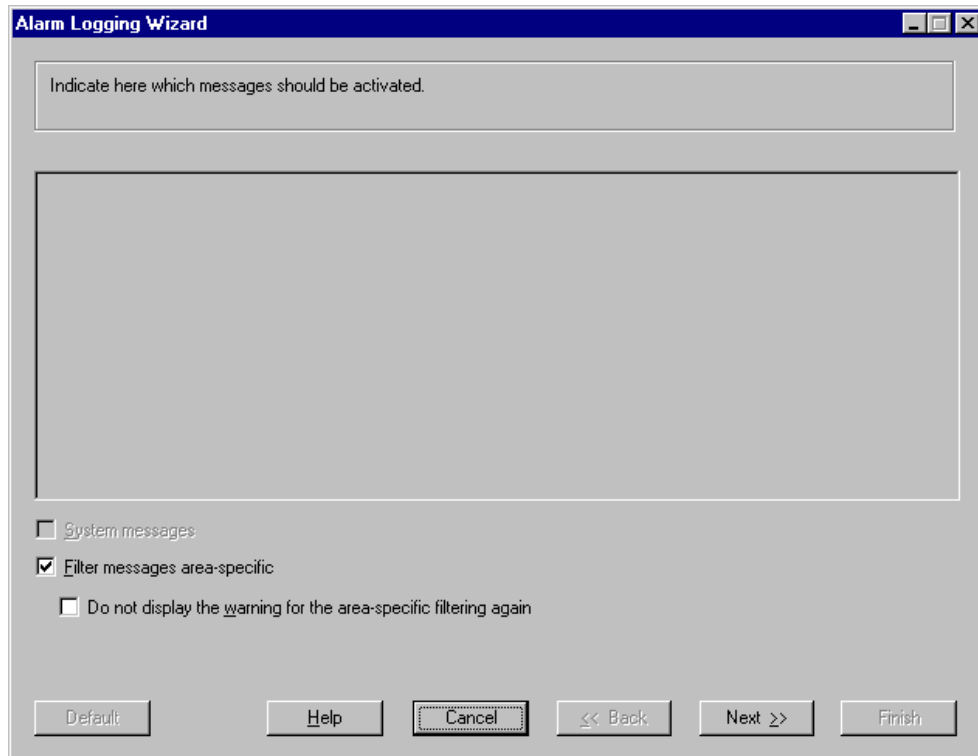 Alarm Logging Wizard
Indicate here which messages should be activated.
System messages
Filter messages area-specific
Do not display the warning for the area-specific filtering again
Default Help Cancel << Back Next >> Finish